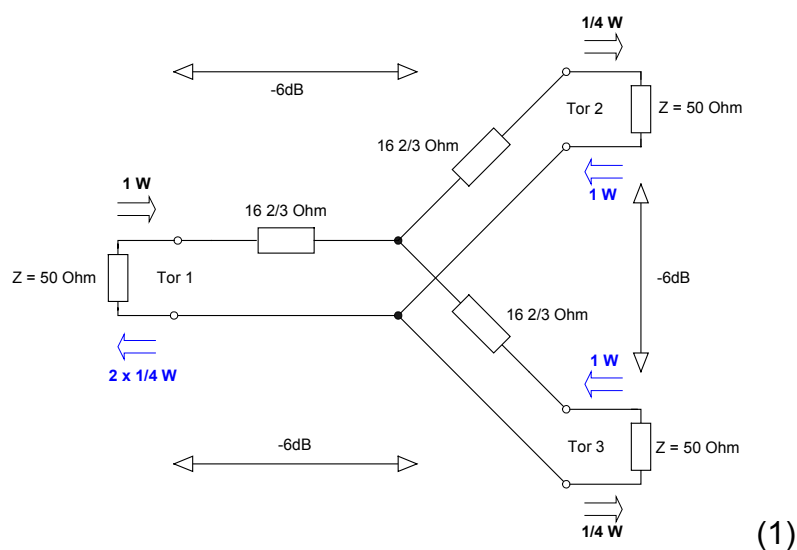 1/4 W
-6dB
Tor 2
Z = 50 Ohm
16 2/3 Ohm
1 W
1 W
16 2/3 Ohm
-6dB
Z = 50 Ohm
Tor 1
16 2/3 Ohm
1 W
2 x 1/4 W
-6dB
Tor 3
Z = 50 Ohm
1/4 W
(1)